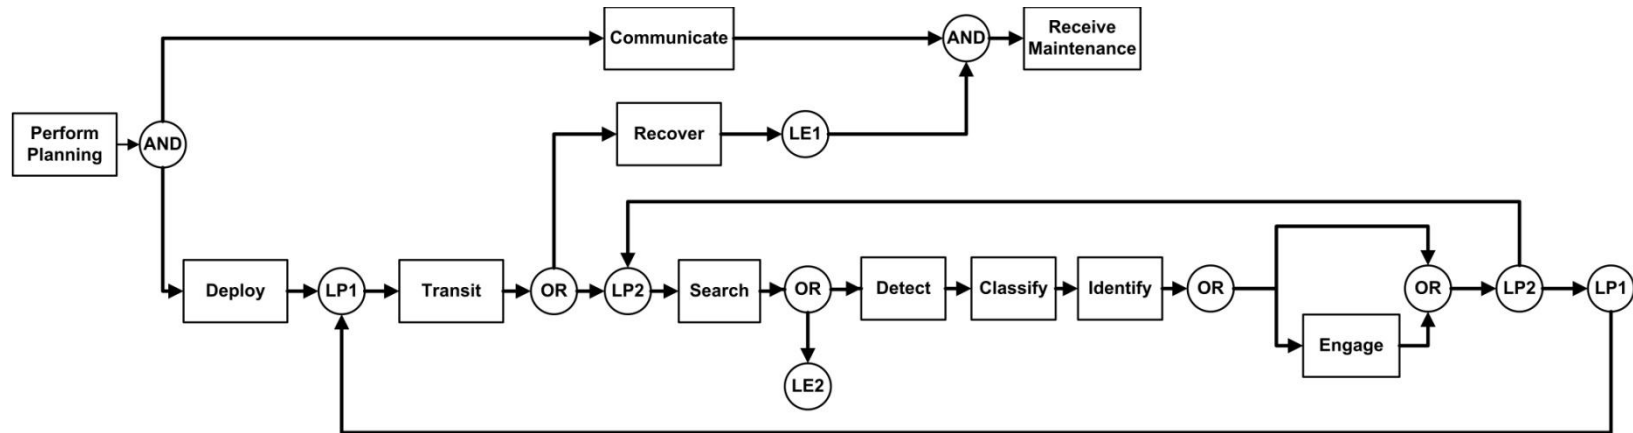 Communicate
AND
Receive
Maintenance
Perform
Planning
AND
Recover
LE1
Deploy
LP1
Transit
OR
LP2
Search
OR
Detect
Classify
Identify
OR
OR
LP2
LP1
Engage
LE2